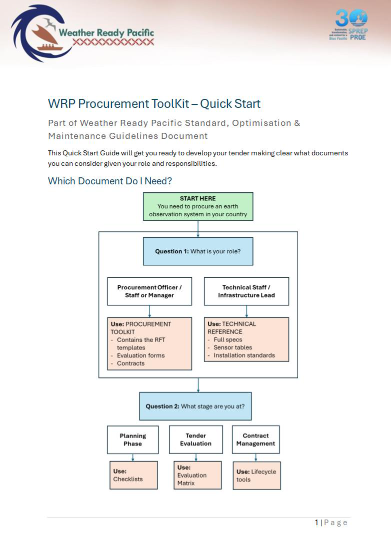 Weather Ready Pacific
30
SPREP
PROE
WRP Procurement ToolKit – Quick Start
Part of Weather Ready Pacific Standard, Optimisation &
Maintenance Guidelines Document
This Quick Start Guide will get you ready to develop your tender making clear what documents
you can consider given your role and responsibilities.
Which Document Do I Need?
START HERE
You need to procure an earth
observation system in your country
Question 1: What is your role?
Procurement Officer /
Staff or Manager
Technical Staff /
Infrastructure Lead
Use: PROCUREMENT
TOOLKIT
- Contains the RFT
templates
- Evaluation forms
- Contracts
Use: TECHNICAL
REFERENCE
- Full specs
- Sensor tables
- Installation standards
Question 2: What stage are you at?
Planning
Phase
Tender
Evaluation
Contract
Management
Use:
Checklists
Use:
Evaluation
Matrix
Use: Lifecycle
tools
1 | Page